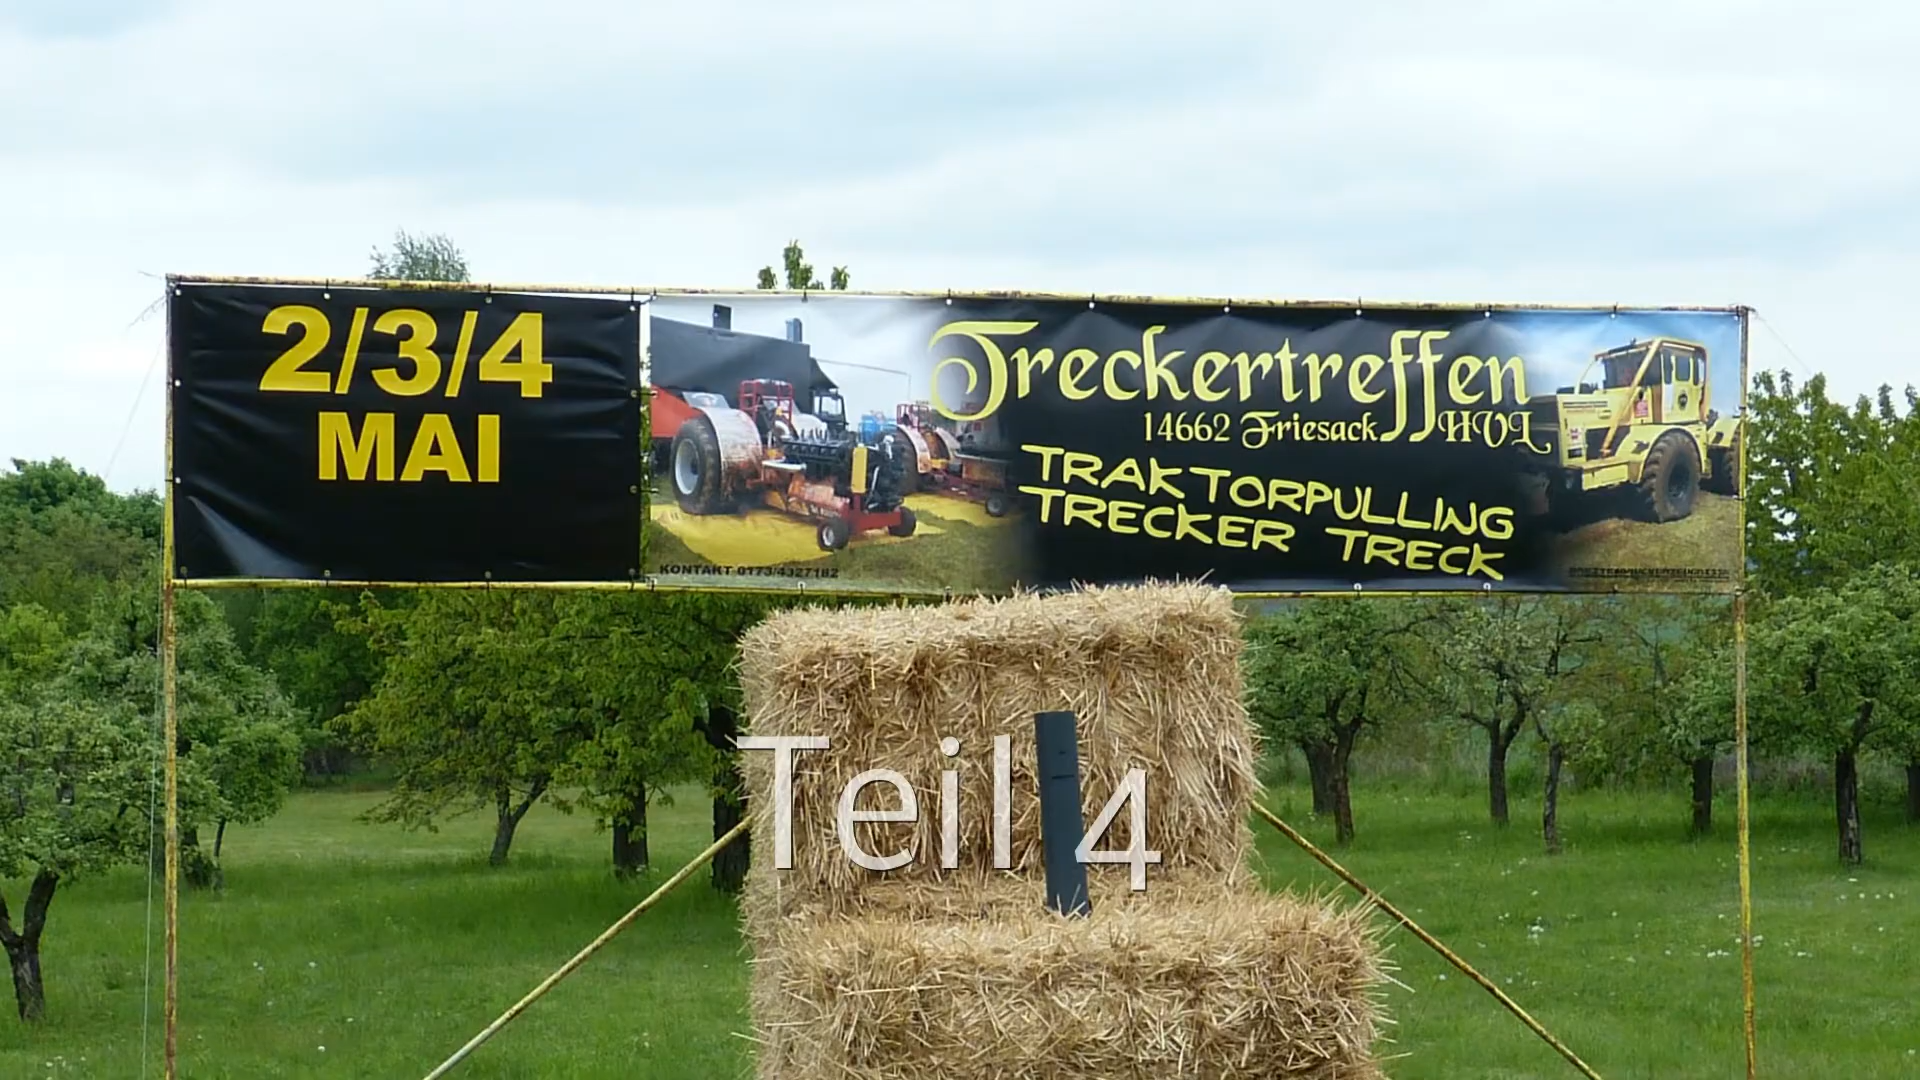 2/3/4
MAI
Treckertreffen
14662 Friesack HVL
TRAKTORPULLING
TRECKER TRECK
KONTAKT 0173/4327182
Teil 4